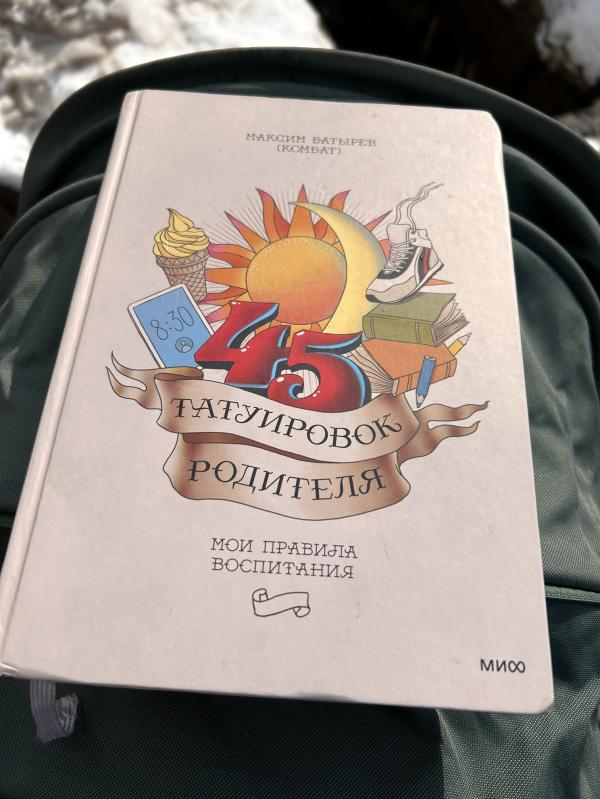 МАКСИМ БАТЫРЕВ
(КОМБАТ)
8:30
45
ТАТУИРОВОК
РОДИТЕЛЯ
МОИ ПРАВИЛА
ВОСПИТАНИЯ
МИФ